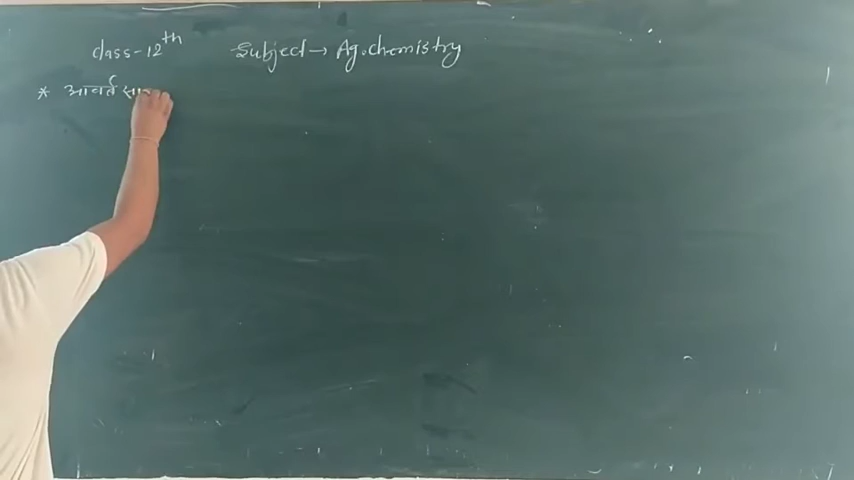 class-12th Subject → Ag.chemistry
* आवर्त